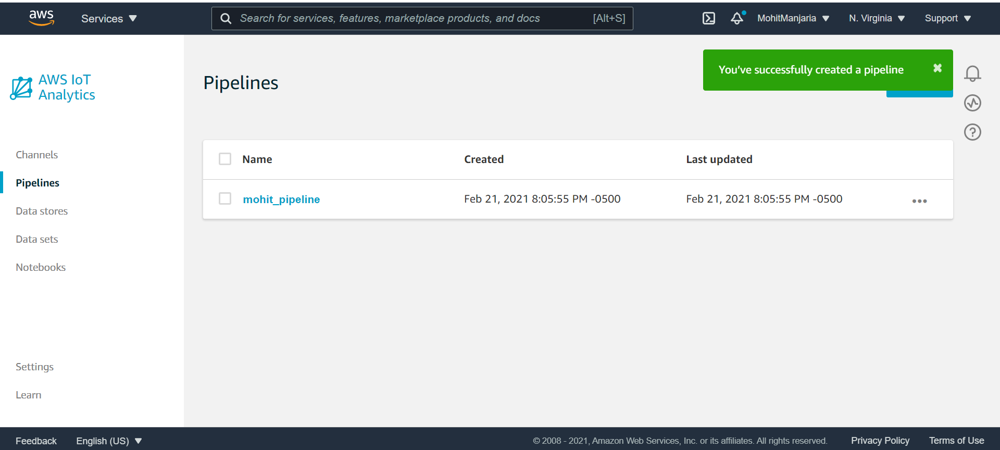 aws
Services
Search for services, features, marketplace products, and docs [Alt+S]
MohitManjaria
N. Virginia
Support
AWS IoT
Analytics
Channels
Pipelines
Data stores
Data sets
Notebooks
Settings
Learn
Pipelines
You’ve successfully created a pipeline
Name Created Last updated
mohit_pipeline Feb 21, 2021 8:05:55 PM -0500 Feb 21, 2021 8:05:55 PM -0500
Feedback English (US) © 2008 - 2021, Amazon Web Services, Inc. or its affiliates. All rights reserved. Privacy Policy Terms of Use